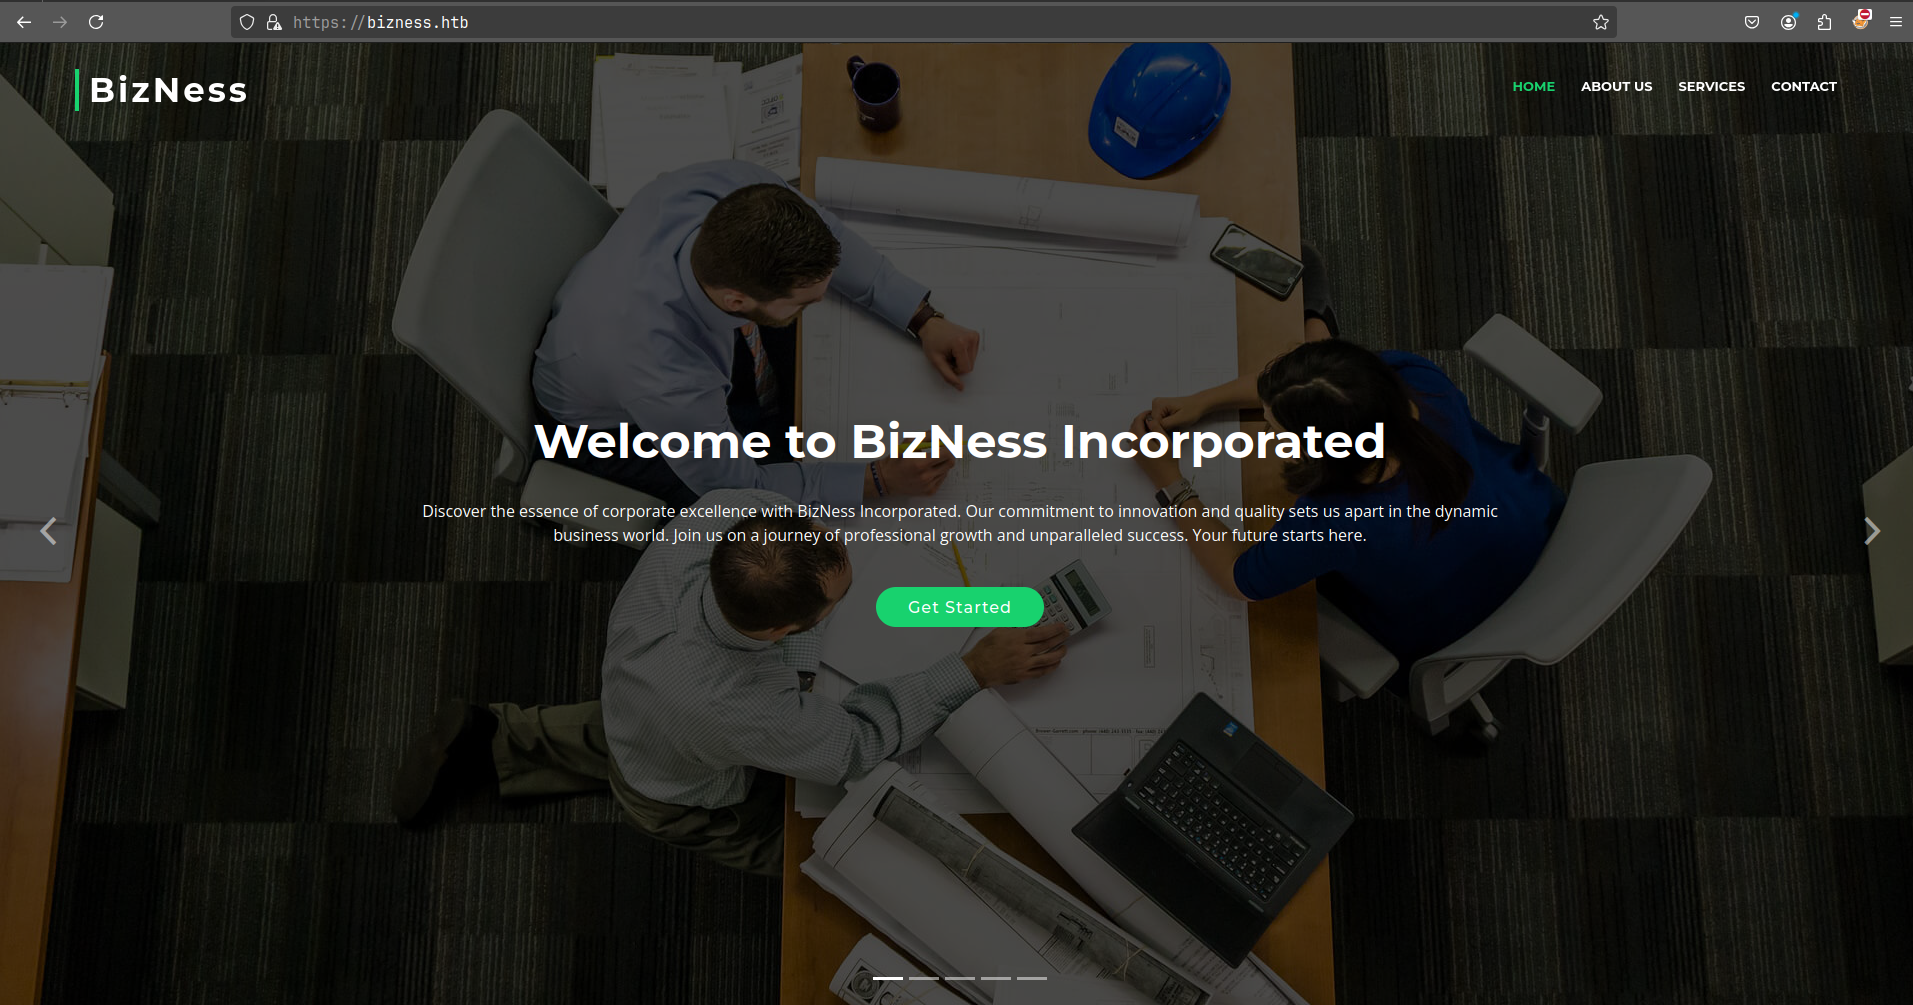 https://bizness.htb
BizNess
HOME ABOUT US SERVICES CONTACT
Welcome to BizNess Incorporated
Discover the essence of corporate excellence with BizNess Incorporated. Our commitment to innovation and quality sets us apart in the dynamic
business world. Join us on a journey of professional growth and unparalleled success. Your future starts here.
Get Started